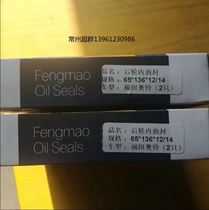 常州超群13961230986
Fengmao
Oil Seals
品名：后轮内油封
规格：65*136*12/14
车型：福田奥铃（2只）
Fengmao
Oil Seals
品名：后轮内油封
规格：65*136*12/14
车型：福田奥铃（2只）